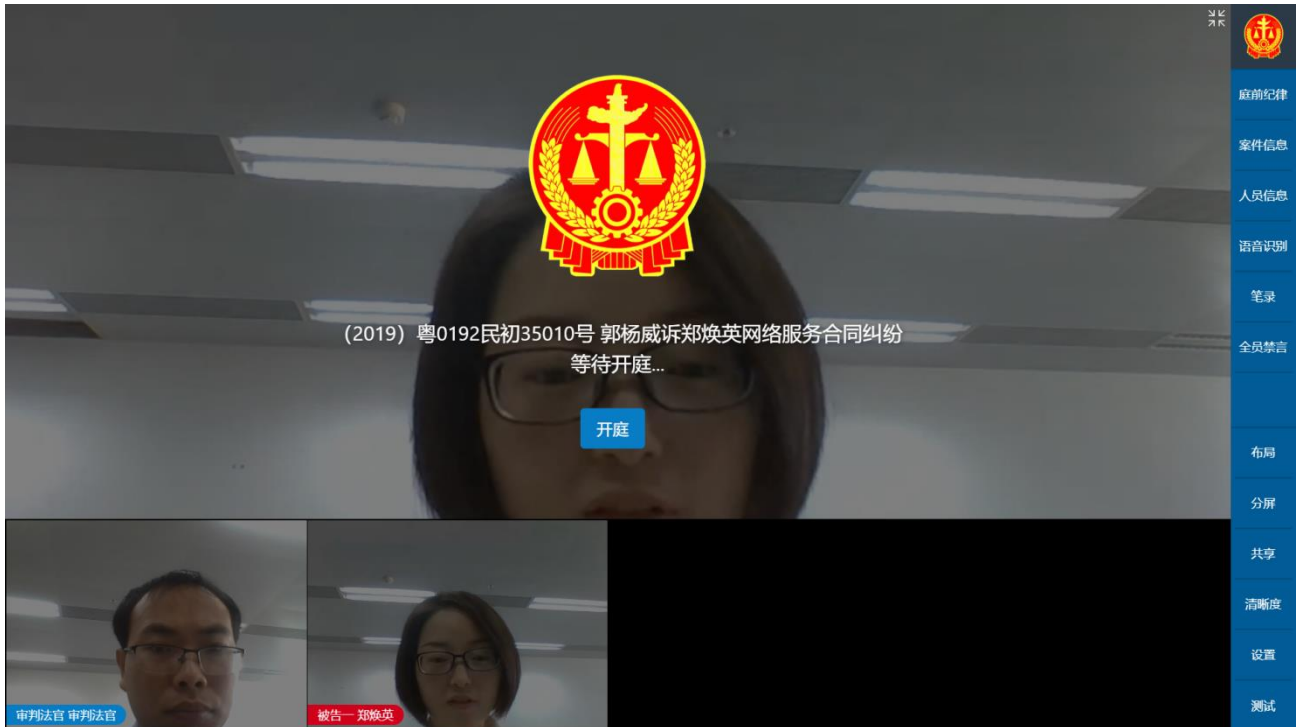 （2019）粤0192民初35010号 郭杨威诉郑焕英网络服务合同纠纷
等待开庭...
开庭
审判法官 审判法官
被告一 郑焕英
庭前纪律
案件信息
人员信息
语音识别
笔录
全员禁言
布局
分屏
共享
清晰度
设置
测试